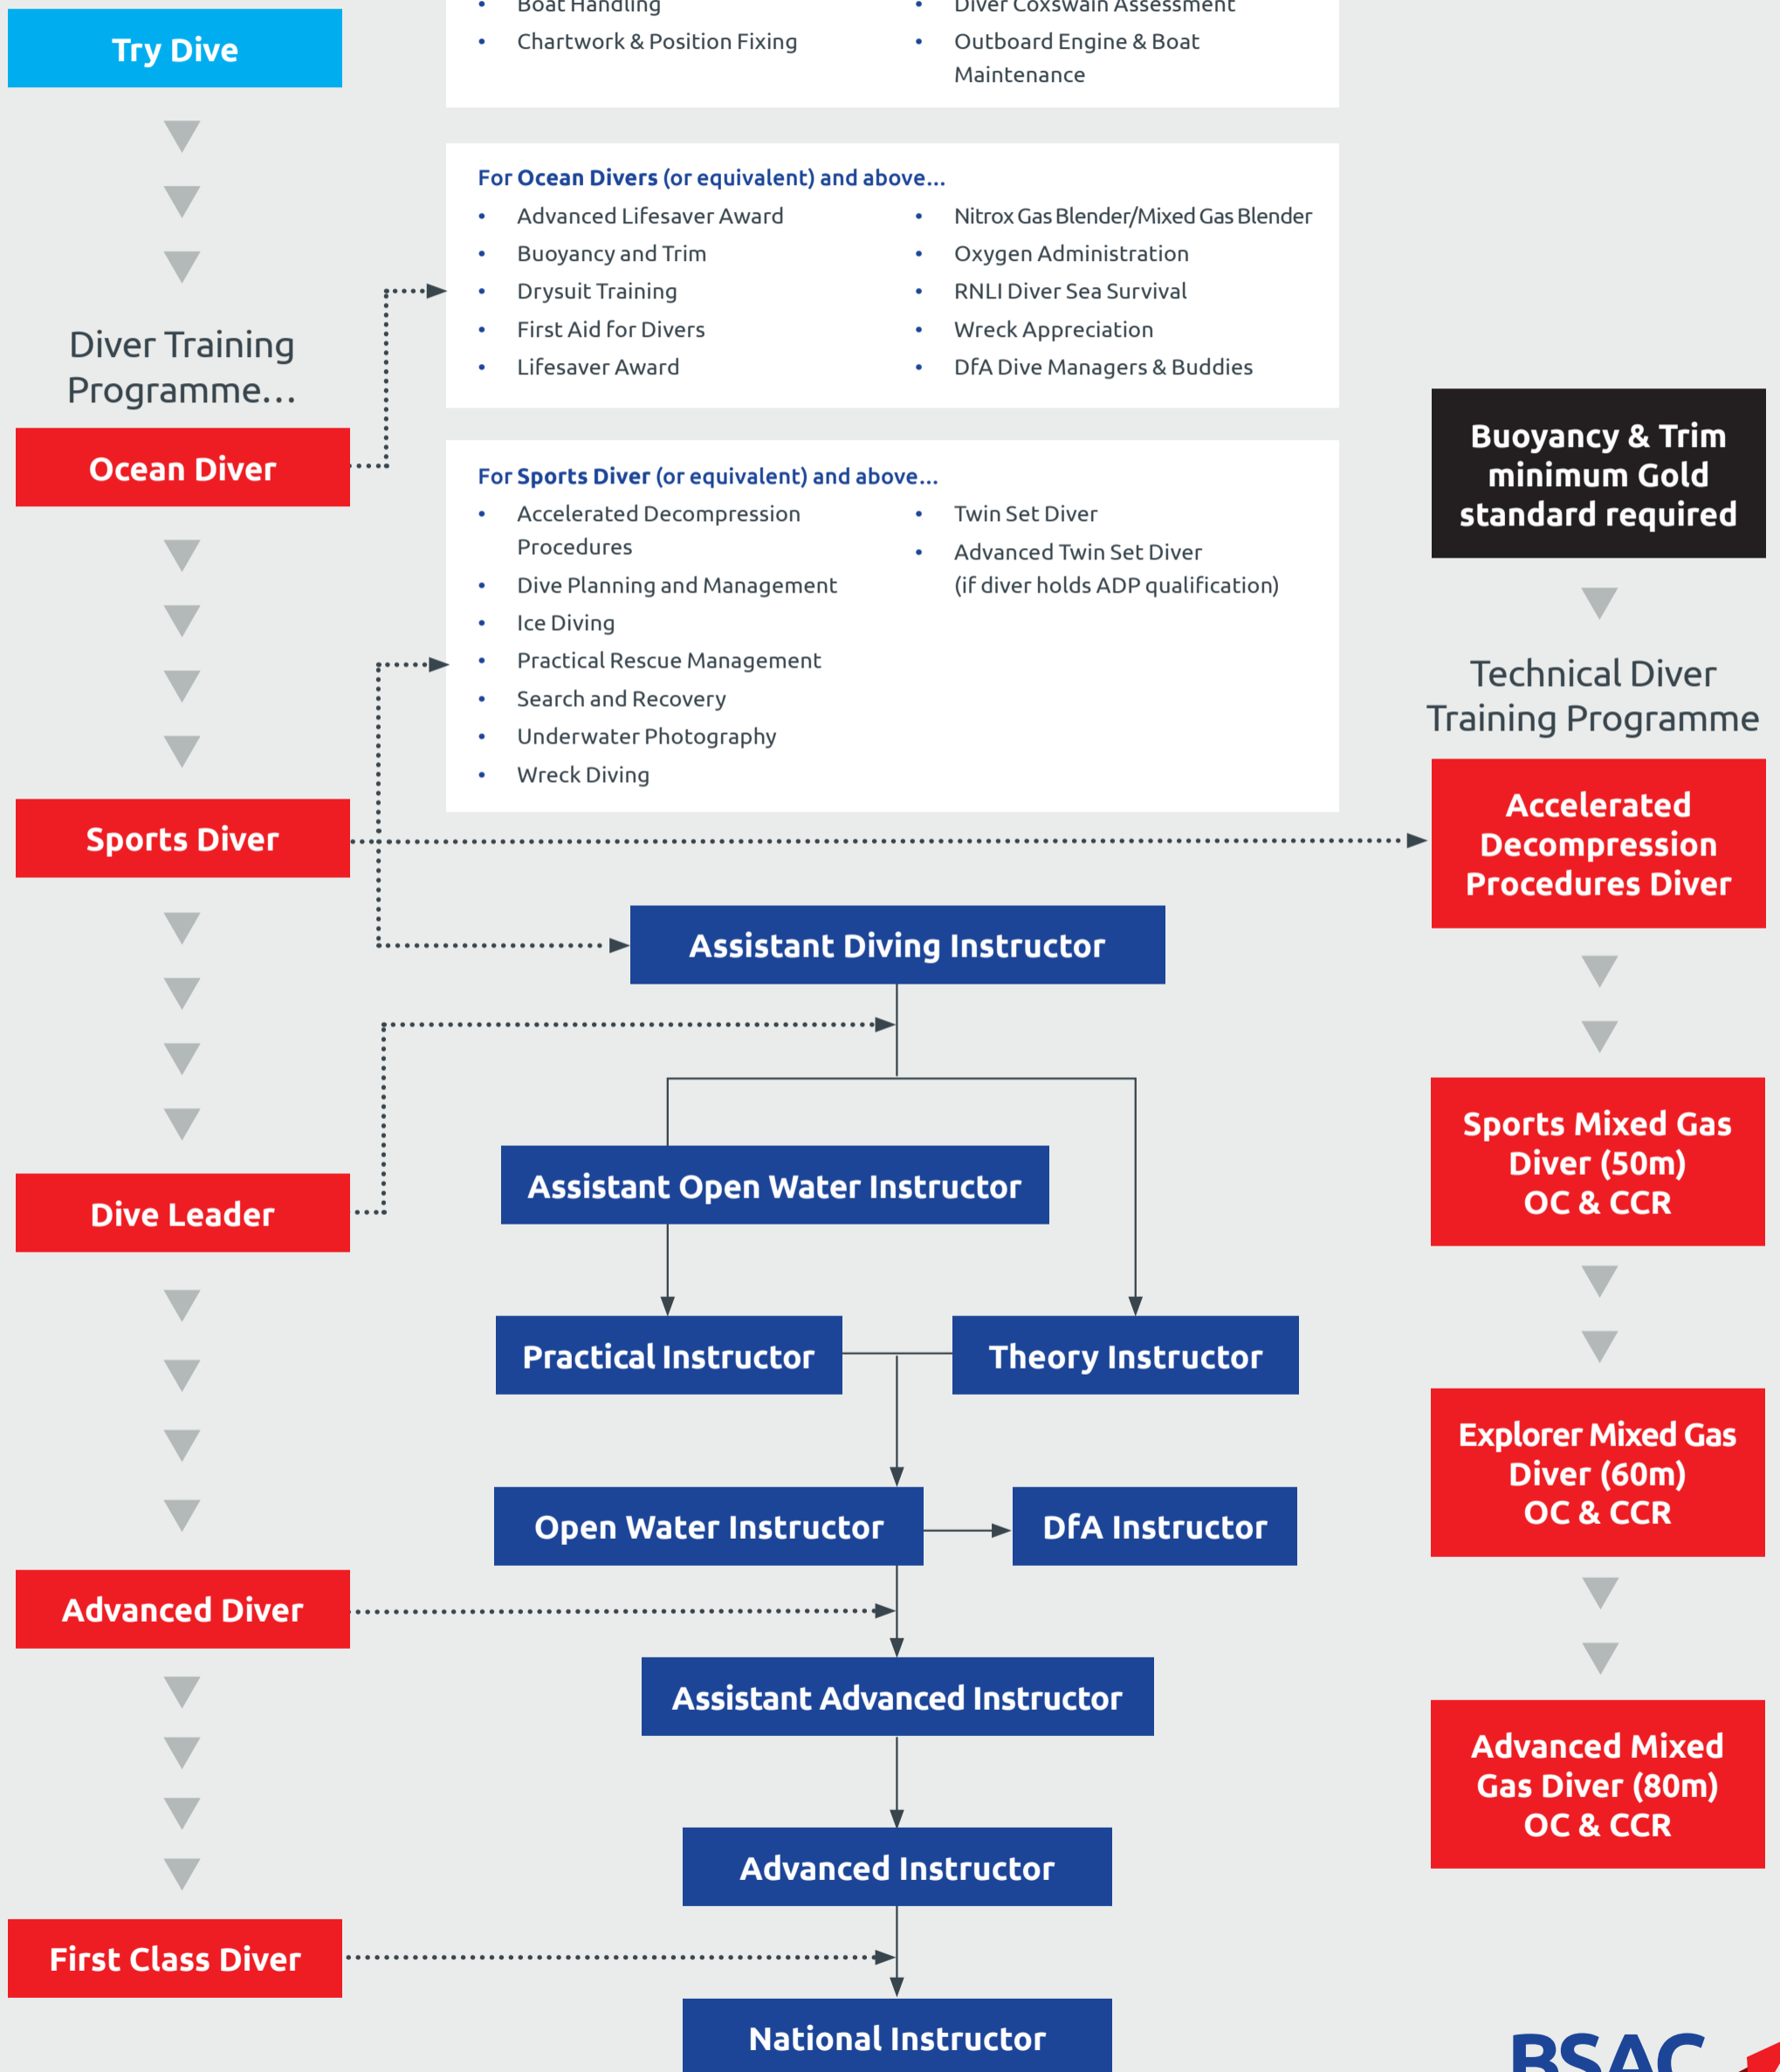 Try Dive
Boat Handling
Chartwork & Position Fixing
Diver Coxswain Assessment
Outboard Engine & Boat
Maintenance
For Ocean Divers (or equivalent) and above...
Advanced Lifesaver Award
Buoyancy and Trim
Drysuit Training
First Aid for Divers
Lifesaver Award
Nitrox Gas Blender/Mixed Gas Blender
Oxygen Administration
RNLI Diver Sea Survival
Wreck Appreciation
DfA Dive Managers & Buddies
Diver Training
Programme...
Ocean Diver
For Sports Diver (or equivalent) and above...
Accelerated Decompression
Procedures
Dive Planning and Management
Ice Diving
Practical Rescue Management
Search and Recovery
Underwater Photography
Wreck Diving
Twin Set Diver
Advanced Twin Set Diver
(if diver holds ADP qualification)
Buoyancy & Trim
minimum Gold
standard required
Technical Diver
Training Programme
Sports Diver
Accelerated
Decompression
Procedures Diver
Assistant Diving Instructor
Sports Mixed Gas
Diver (50m)
OC & CCR
Dive Leader
Assistant Open Water Instructor
Practical Instructor
Theory Instructor
Explorer Mixed Gas
Diver (60m)
OC & CCR
Open Water Instructor
DfA Instructor
Advanced Diver
Assistant Advanced Instructor
Advanced Mixed
Gas Diver (80m)
OC & CCR
Advanced Instructor
First Class Diver
National Instructor
BSAC